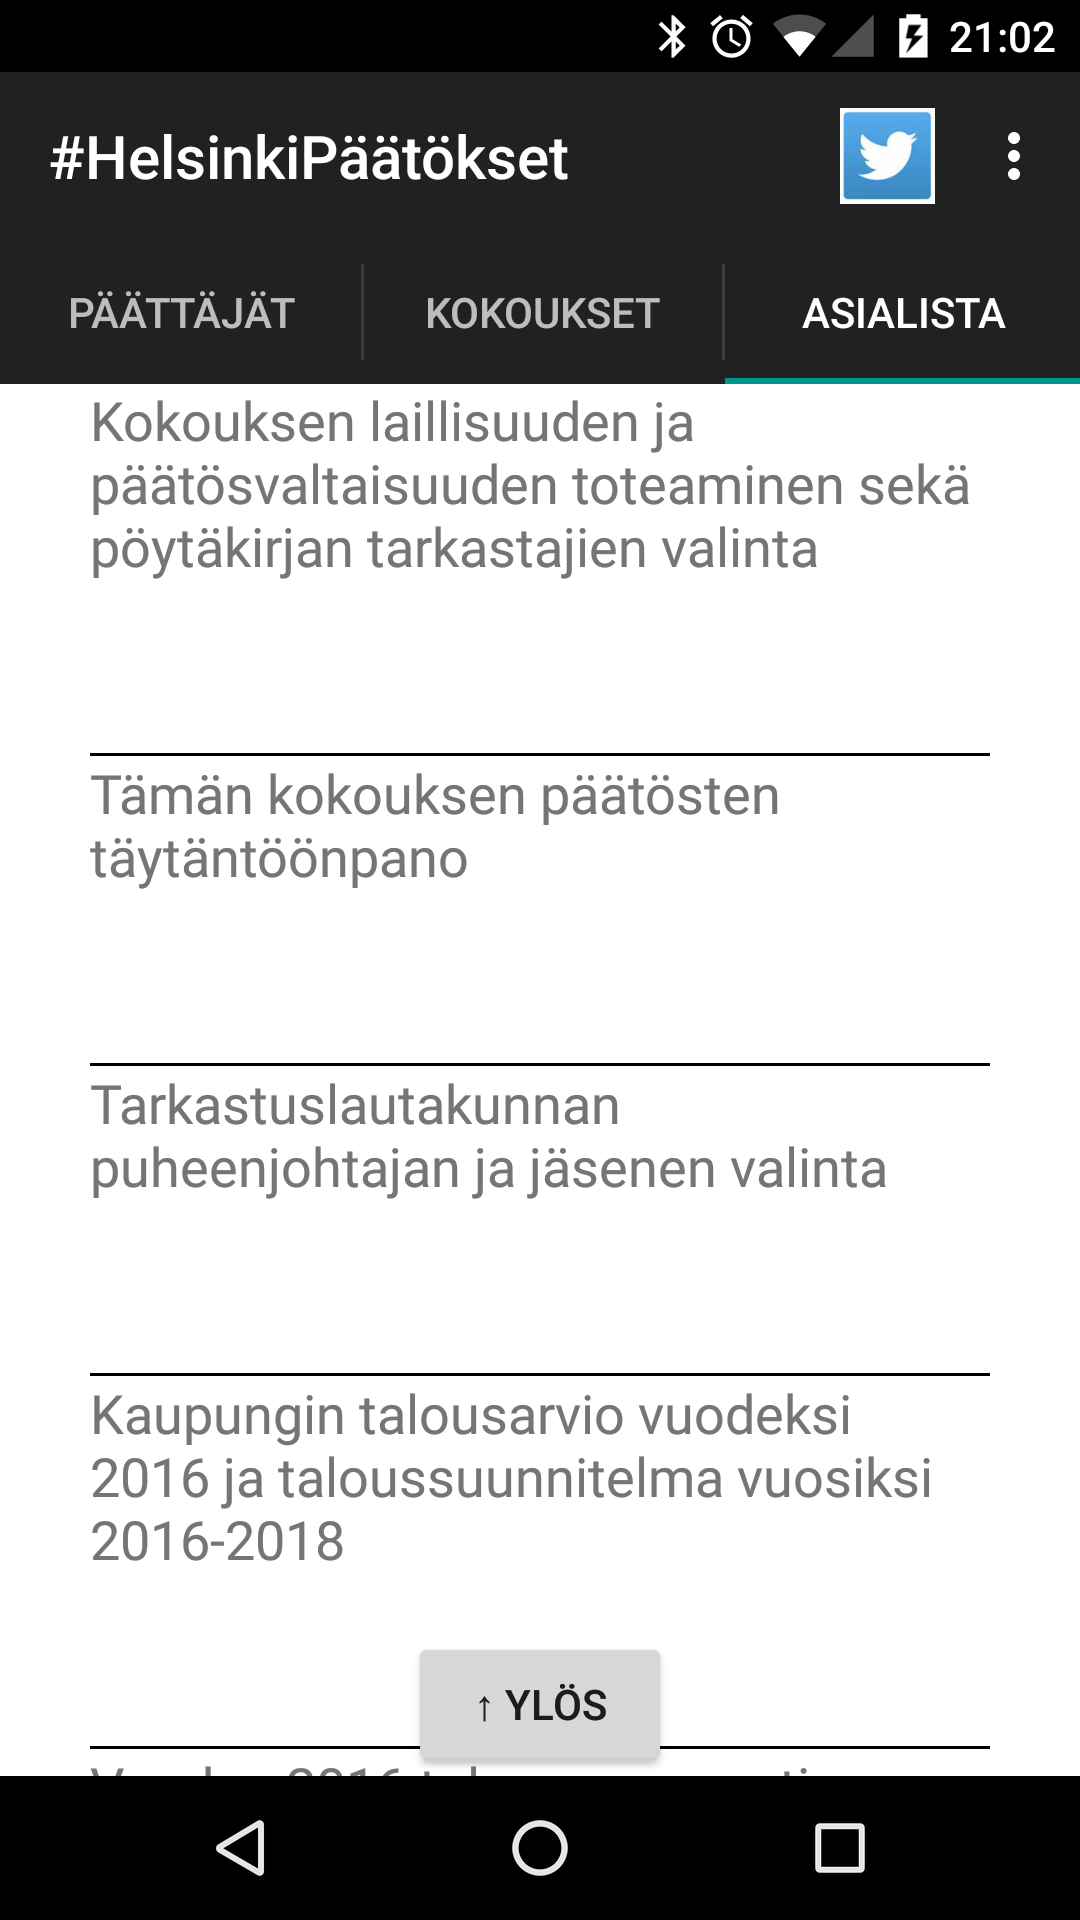 21:02
#HelsinkiPäätökset
PÄÄTTÄJÄT
KOKOUKSET
ASIALISTA
Kokouksen laillisuuden ja
päätösvaltaisuuden toteaminen sekä
pöytäkirjan tarkastajien valinta
Tämän kokouksen päätösten
täytäntöönpano
Tarkastuslautakunnan
puheenjohtajan ja jäsenen valinta
Kaupungin talousarvio vuodeksi
2016 ja taloussuunnitelma vuosiksi
2016-2018
↑ YLÖS
2016